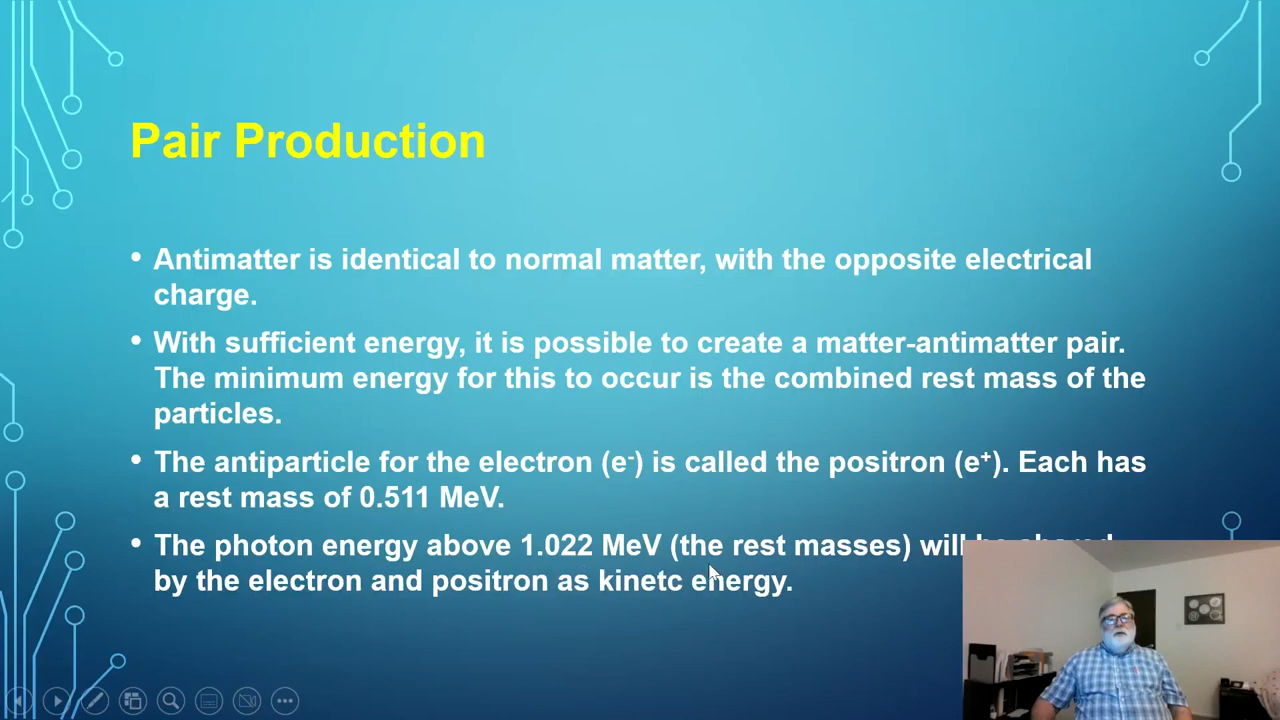 Pair Production
• Antimatter is identical to normal matter, with the opposite electrical
charge.
• With sufficient energy, it is possible to create a matter-antimatter pair.
The minimum energy for this to occur is the combined rest mass of the
particles.
• The antiparticle for the electron (e⁻) is called the positron (e⁺). Each has
a rest mass of 0.511 MeV.
• The photon energy above 1.022 MeV (the rest masses) will
by the electron and positron as kinetc energy.